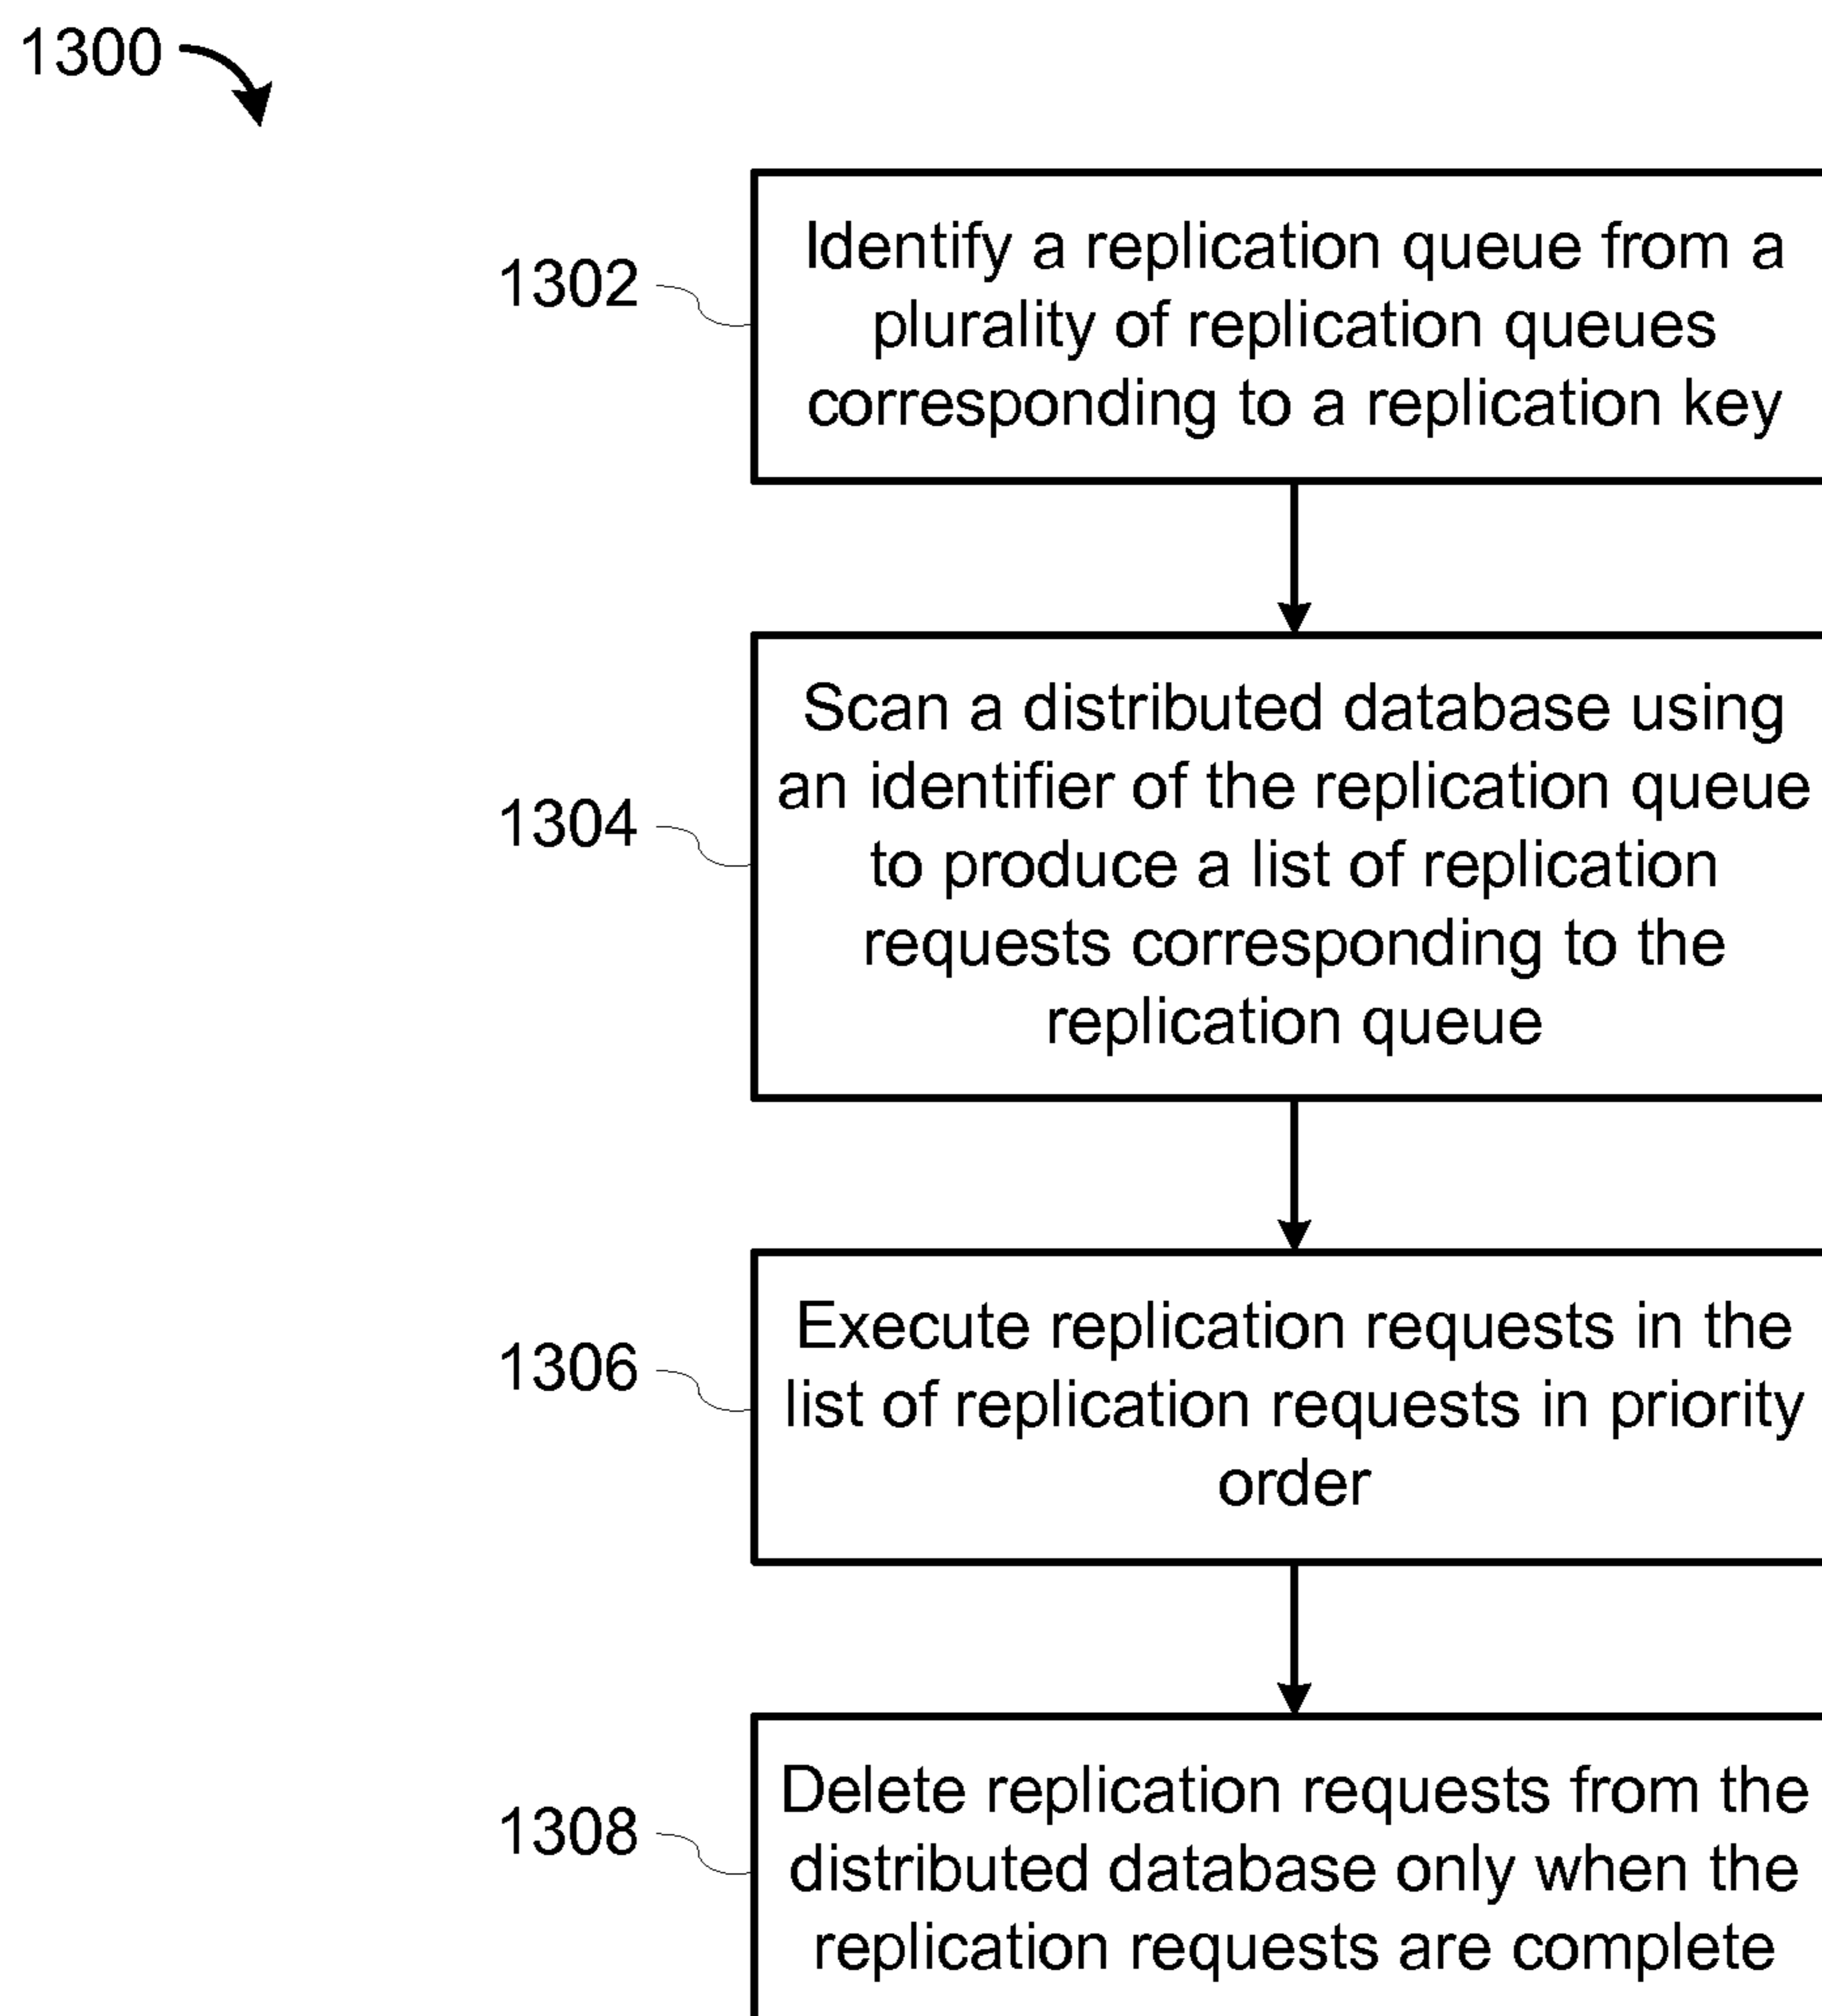 1300
1302
Identify a replication queue from a
plurality of replication queues
corresponding to a replication key
1304
Scan a distributed database using
an identifier of the replication queue
to produce a list of replication
requests corresponding to the
replication queue
1306
Execute replication requests in the
list of replication requests in priority
order
1308
Delete replication requests from the
distributed database only when the
replication requests are complete